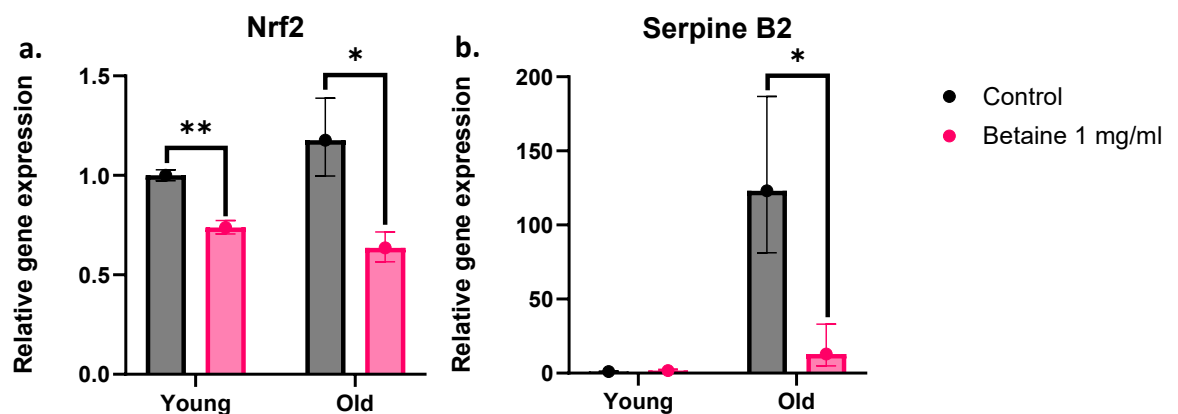 a.
Nrf2
Relative gene expression
1.5
1.0
0.5
0.0
**
*
Young
Old
b.
Serpine B2
Relative gene expression
200
150
100
50
0
*
Young
Old
Control
Betaine 1 mg/ml